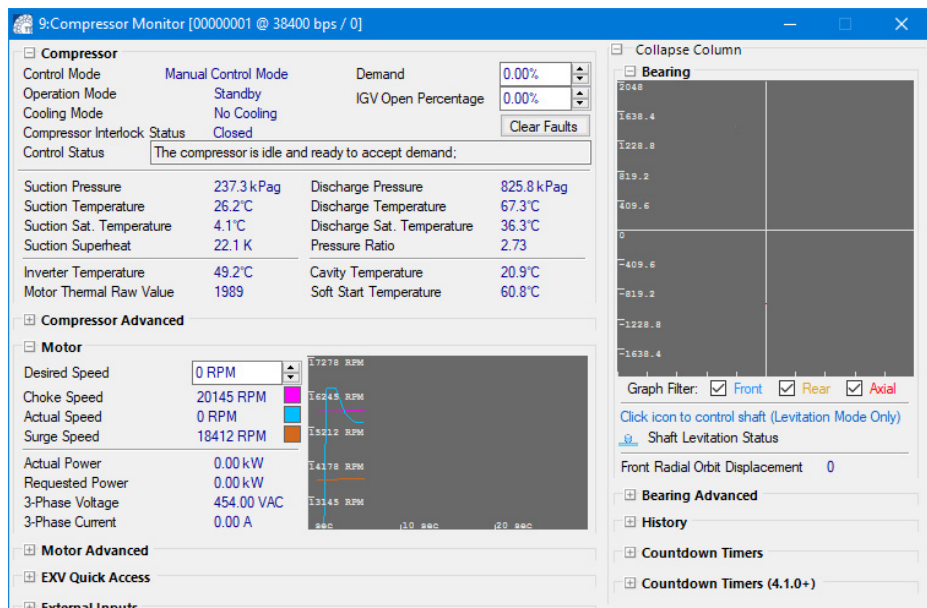 9:Compressor Monitor [00000001 @ 38400 bps / 0]
Compressor
Control Mode Manual Control Mode Demand 0.00%
Operation Mode Standby IGV Open Percentage 0.00%
Cooling Mode No Cooling
Compressor Interlock Status Closed Clear Faults
Control Status The compressor is idle and ready to accept demand;
Suction Pressure 237.3 kPag Discharge Pressure 825.8 kPag
Suction Temperature 26.2°C Discharge Temperature 67.3°C
Suction Sat. Temperature 4.1°C Discharge Sat. Temperature 36.3°C
Suction Superheat 22.1 K Pressure Ratio 2.73
Inverter Temperature 49.2°C Cavity Temperature 20.9°C
Motor Thermal Raw Value 1989 Soft Start Temperature 60.8°C
Compressor Advanced
Motor
Desired Speed 0 RPM
Choke Speed 20145 RPM
Actual Speed 0 RPM
Surge Speed 18412 RPM
Actual Power 0.00 kW
Requested Power 0.00 kW
3-Phase Voltage 454.00 VAC
3-Phase Current 0.00 A
17278 RPM
16245 RPM
15212 RPM
14178 RPM
13145 RPM
sec 10 sec 20 sec
Motor Advanced
EXV Quick Access
External Inputs
Collapse Column
Bearing
2048
1638.4
1228.8
819.2
409.6
0
-409.6
-819.2
-1228.8
-1638.4
Graph Filter: Front Rear Axial
Click icon to control shaft (Levitation Mode Only)
Shaft Levitation Status
Front Radial Orbit Displacement 0
Bearing Advanced
History
Countdown Timers
Countdown Timers (4.1.0+)